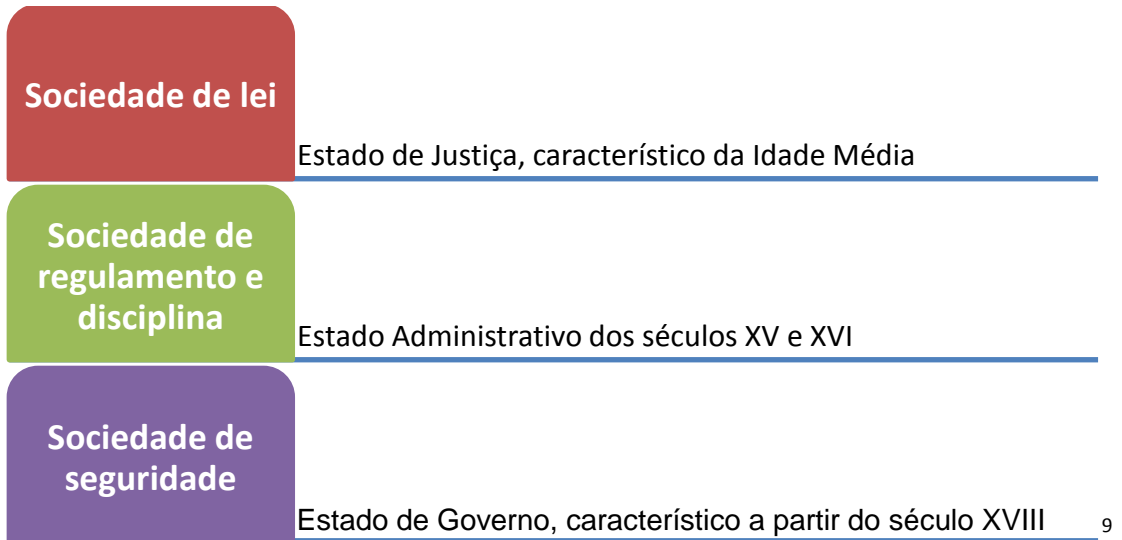 Sociedade de lei
Estado de Justiça, característico da Idade Média
Sociedade de
regulamento e
disciplina
Estado Administrativo dos séculos XV e XVI
Sociedade de
seguridade
Estado de Governo, característico a partir do século XVIII
9